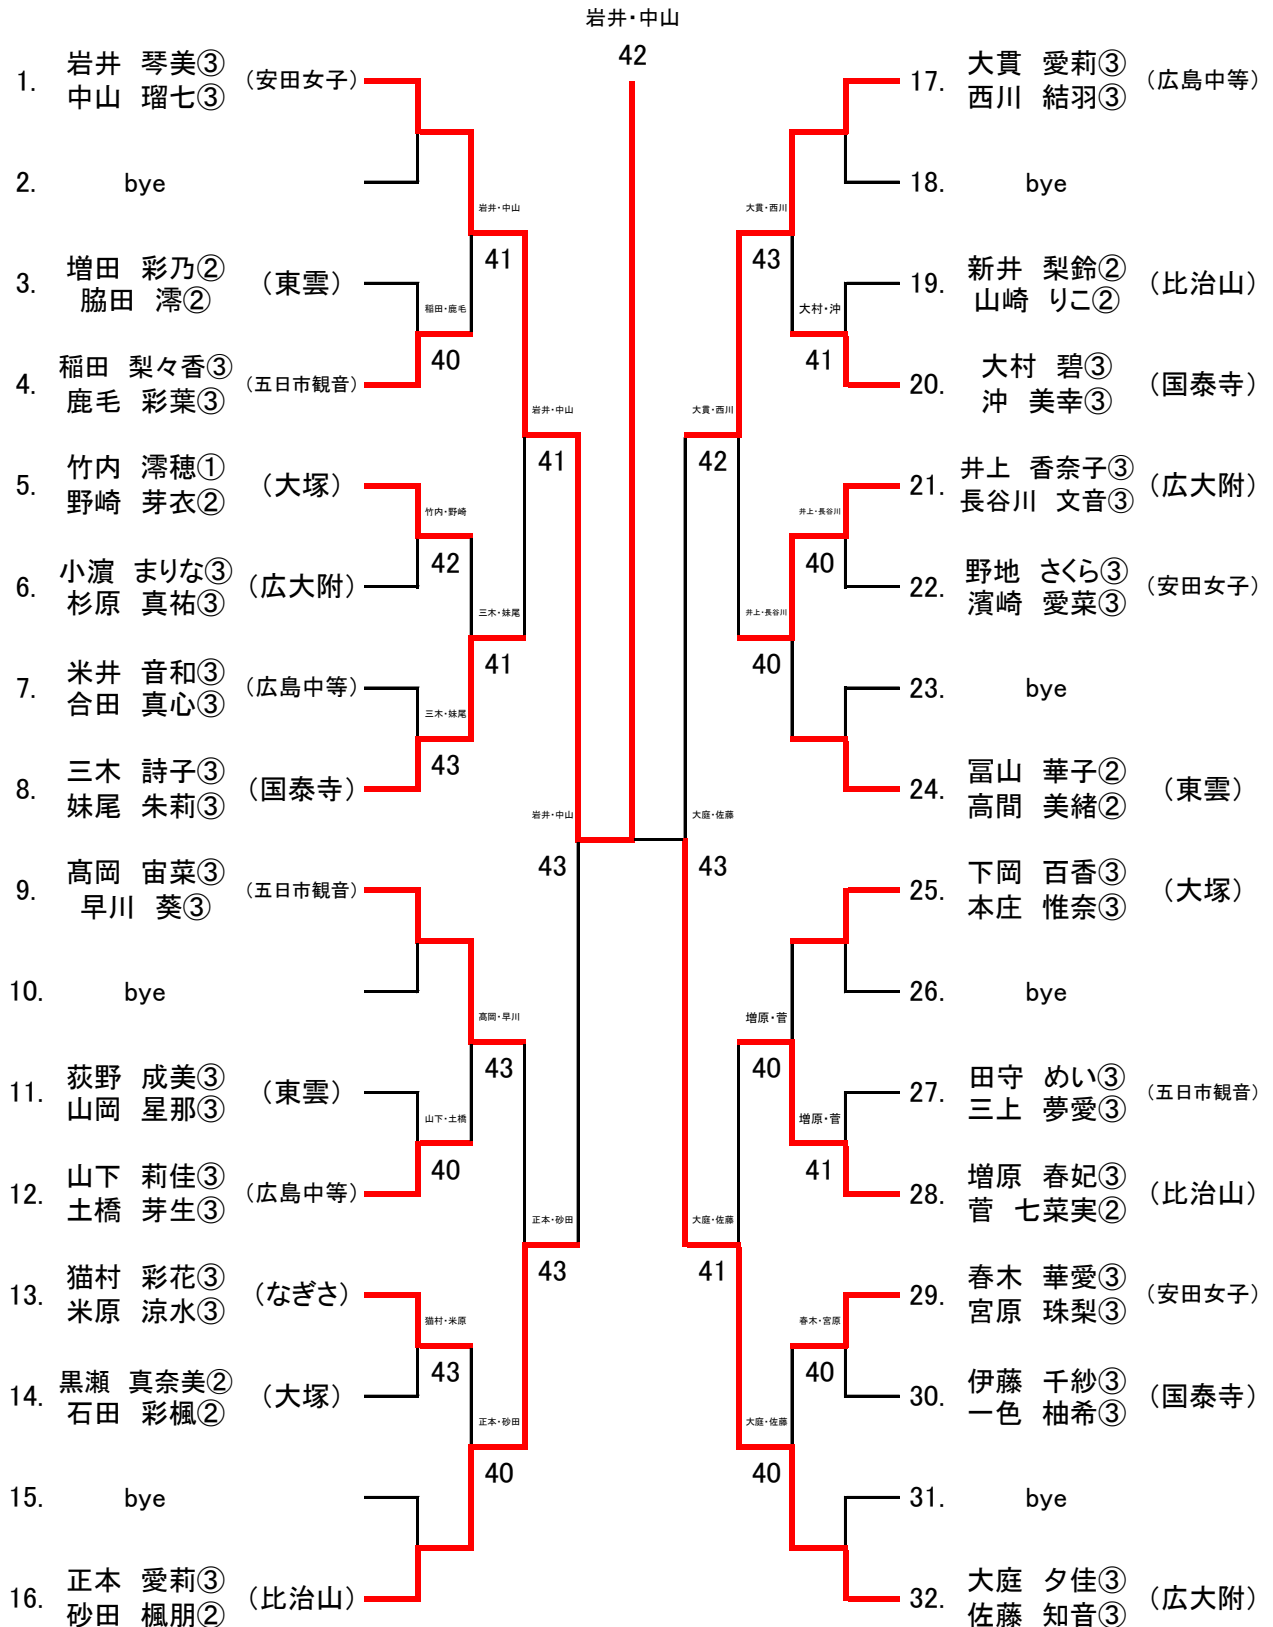 岩井・中山
42
1. 岩井 琴美③ (安田女子)
中山 瑠七③
2. bye
岩井・中山
41
3. 増田 彩乃② (東雲)
脇田 澪②
稲田・鹿毛
40
4. 稲田 梨々香③ (五日市観音)
鹿毛 彩葉③
岩井・中山
41
5. 竹内 澪穂① (大塚)
野崎 芽衣②
竹内・野崎
42
6. 小濵 まりな③ (広大附)
杉原 真祐③
三木・妹尾
41
7. 米井 音和③ (広島中等)
合田 真心③
三木・妹尾
43
8. 三木 詩子③ (国泰寺)
妹尾 朱莉③
岩井・中山
43
9. 髙岡 宙菜③ (五日市観音)
早川 葵③
10. bye
髙岡・早川
43
11. 荻野 成美③ (東雲)
山岡 星那③
山下・土橋
40
12. 山下 莉佳③ (広島中等)
土橋 芽生③
正本・砂田
43
13. 猫村 彩花③ (なぎさ)
米原 涼水③
猫村・米原
43
14. 黒瀬 真奈美② (大塚)
石田 彩楓②
正本・砂田
40
15. bye
16. 正本 愛莉③ (比治山)
砂田 楓朋②
17. 大貫 愛莉③ (広島中等)
西川 結羽③
18. bye
大貫・西川
43
19. 新井 梨鈴② (比治山)
山崎 りこ②
大村・沖
41
20. 大村 碧③ (国泰寺)
沖 美幸③
大貫・西川
42
21. 井上 香奈子③ (広大附)
長谷川 文音③
井上・長谷川
40
22. 野地 さくら③ (安田女子)
濱崎 愛菜③
井上・長谷川
40
23. bye
24. 冨山 華子② (東雲)
高間 美緒②
大庭・佐藤
43
25. 下岡 百香③ (大塚)
本庄 惟奈③
26. bye
増原・菅
40
27. 田守 めい③ (五日市観音)
三上 夢愛③
増原・菅
41
28. 増原 春妃③ (比治山)
菅 七菜実②
大庭・佐藤
41
29. 春木 華愛③ (安田女子)
宮原 珠梨③
春木・宮原
40
30. 伊藤 千紗③ (国泰寺)
一色 柚希③
大庭・佐藤
40
31. bye
32. 大庭 夕佳③ (広大附)
佐藤 知音③